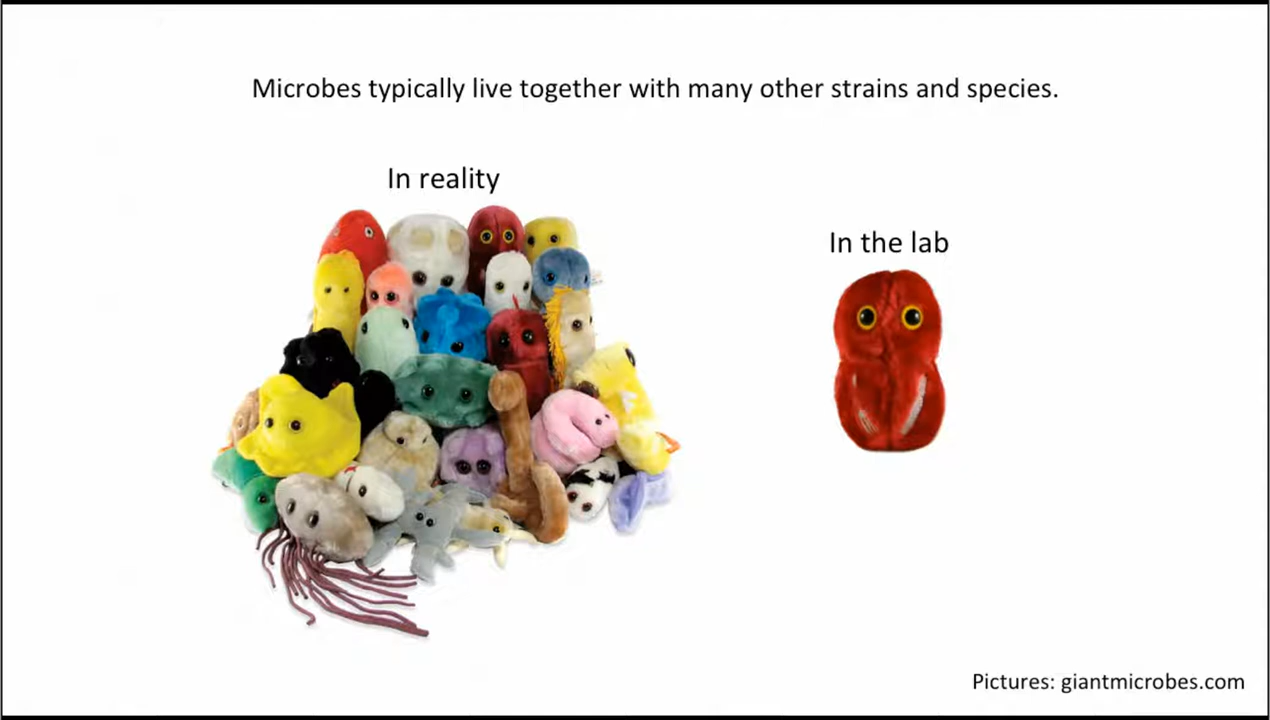 Microbes typically live together with many other strains and species.
In reality
In the lab
Pictures: giantmicrobes.com